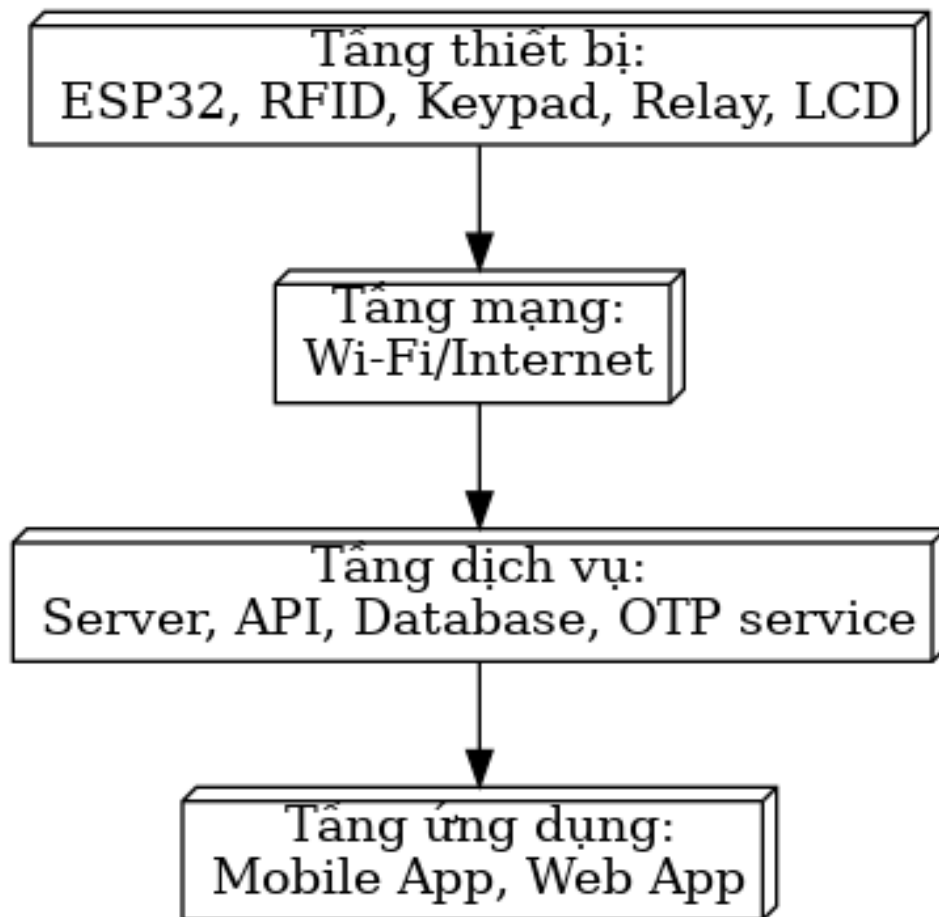 Tầng thiết bị:
ESP32, RFID, Keypad, Relay, LCD
Tầng mạng:
Wi-Fi/Internet
Tầng dịch vụ:
Server, API, Database, OTP service
Tầng ứng dụng:
Mobile App, Web App